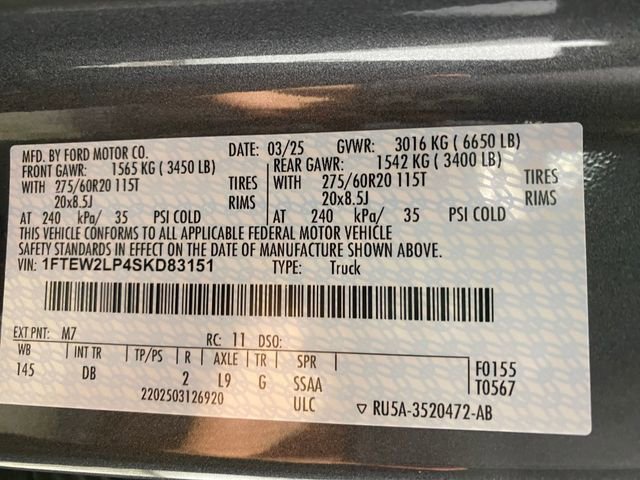 MFD. BY FORD MOTOR CO. DATE: 03/25 GVWR: 3016 KG ( 6650 LB)
FRONT GAWR: 1565 KG ( 3450 LB) REAR GAWR: 1542 KG ( 3400 LB)
WITH 275/60R20 115T TIRES WITH 275/60R20 115T TIRES
20x8.5J RIMS 20x8.5J RIMS
AT 240 kPa/ 35 PSI COLD AT 240 kPa/ 35 PSI COLD
THIS VEHICLE CONFORMS TO ALL APPLICABLE FEDERAL MOTOR VEHICLE
SAFETY STANDARDS IN EFFECT ON THE DATE OF MANUFACTURE SHOWN ABOVE.
VIN: 1FTEW2LP4SKD83151 TYPE: Truck
EXT PNT: M7 RC: 11 DSO:
WB INT TR TP/PS R AXLE TR SPR F0155
145 DB 2 L9 G SSAA T0567
2202503126920 ULC ▽ RU5A-3520472-AB